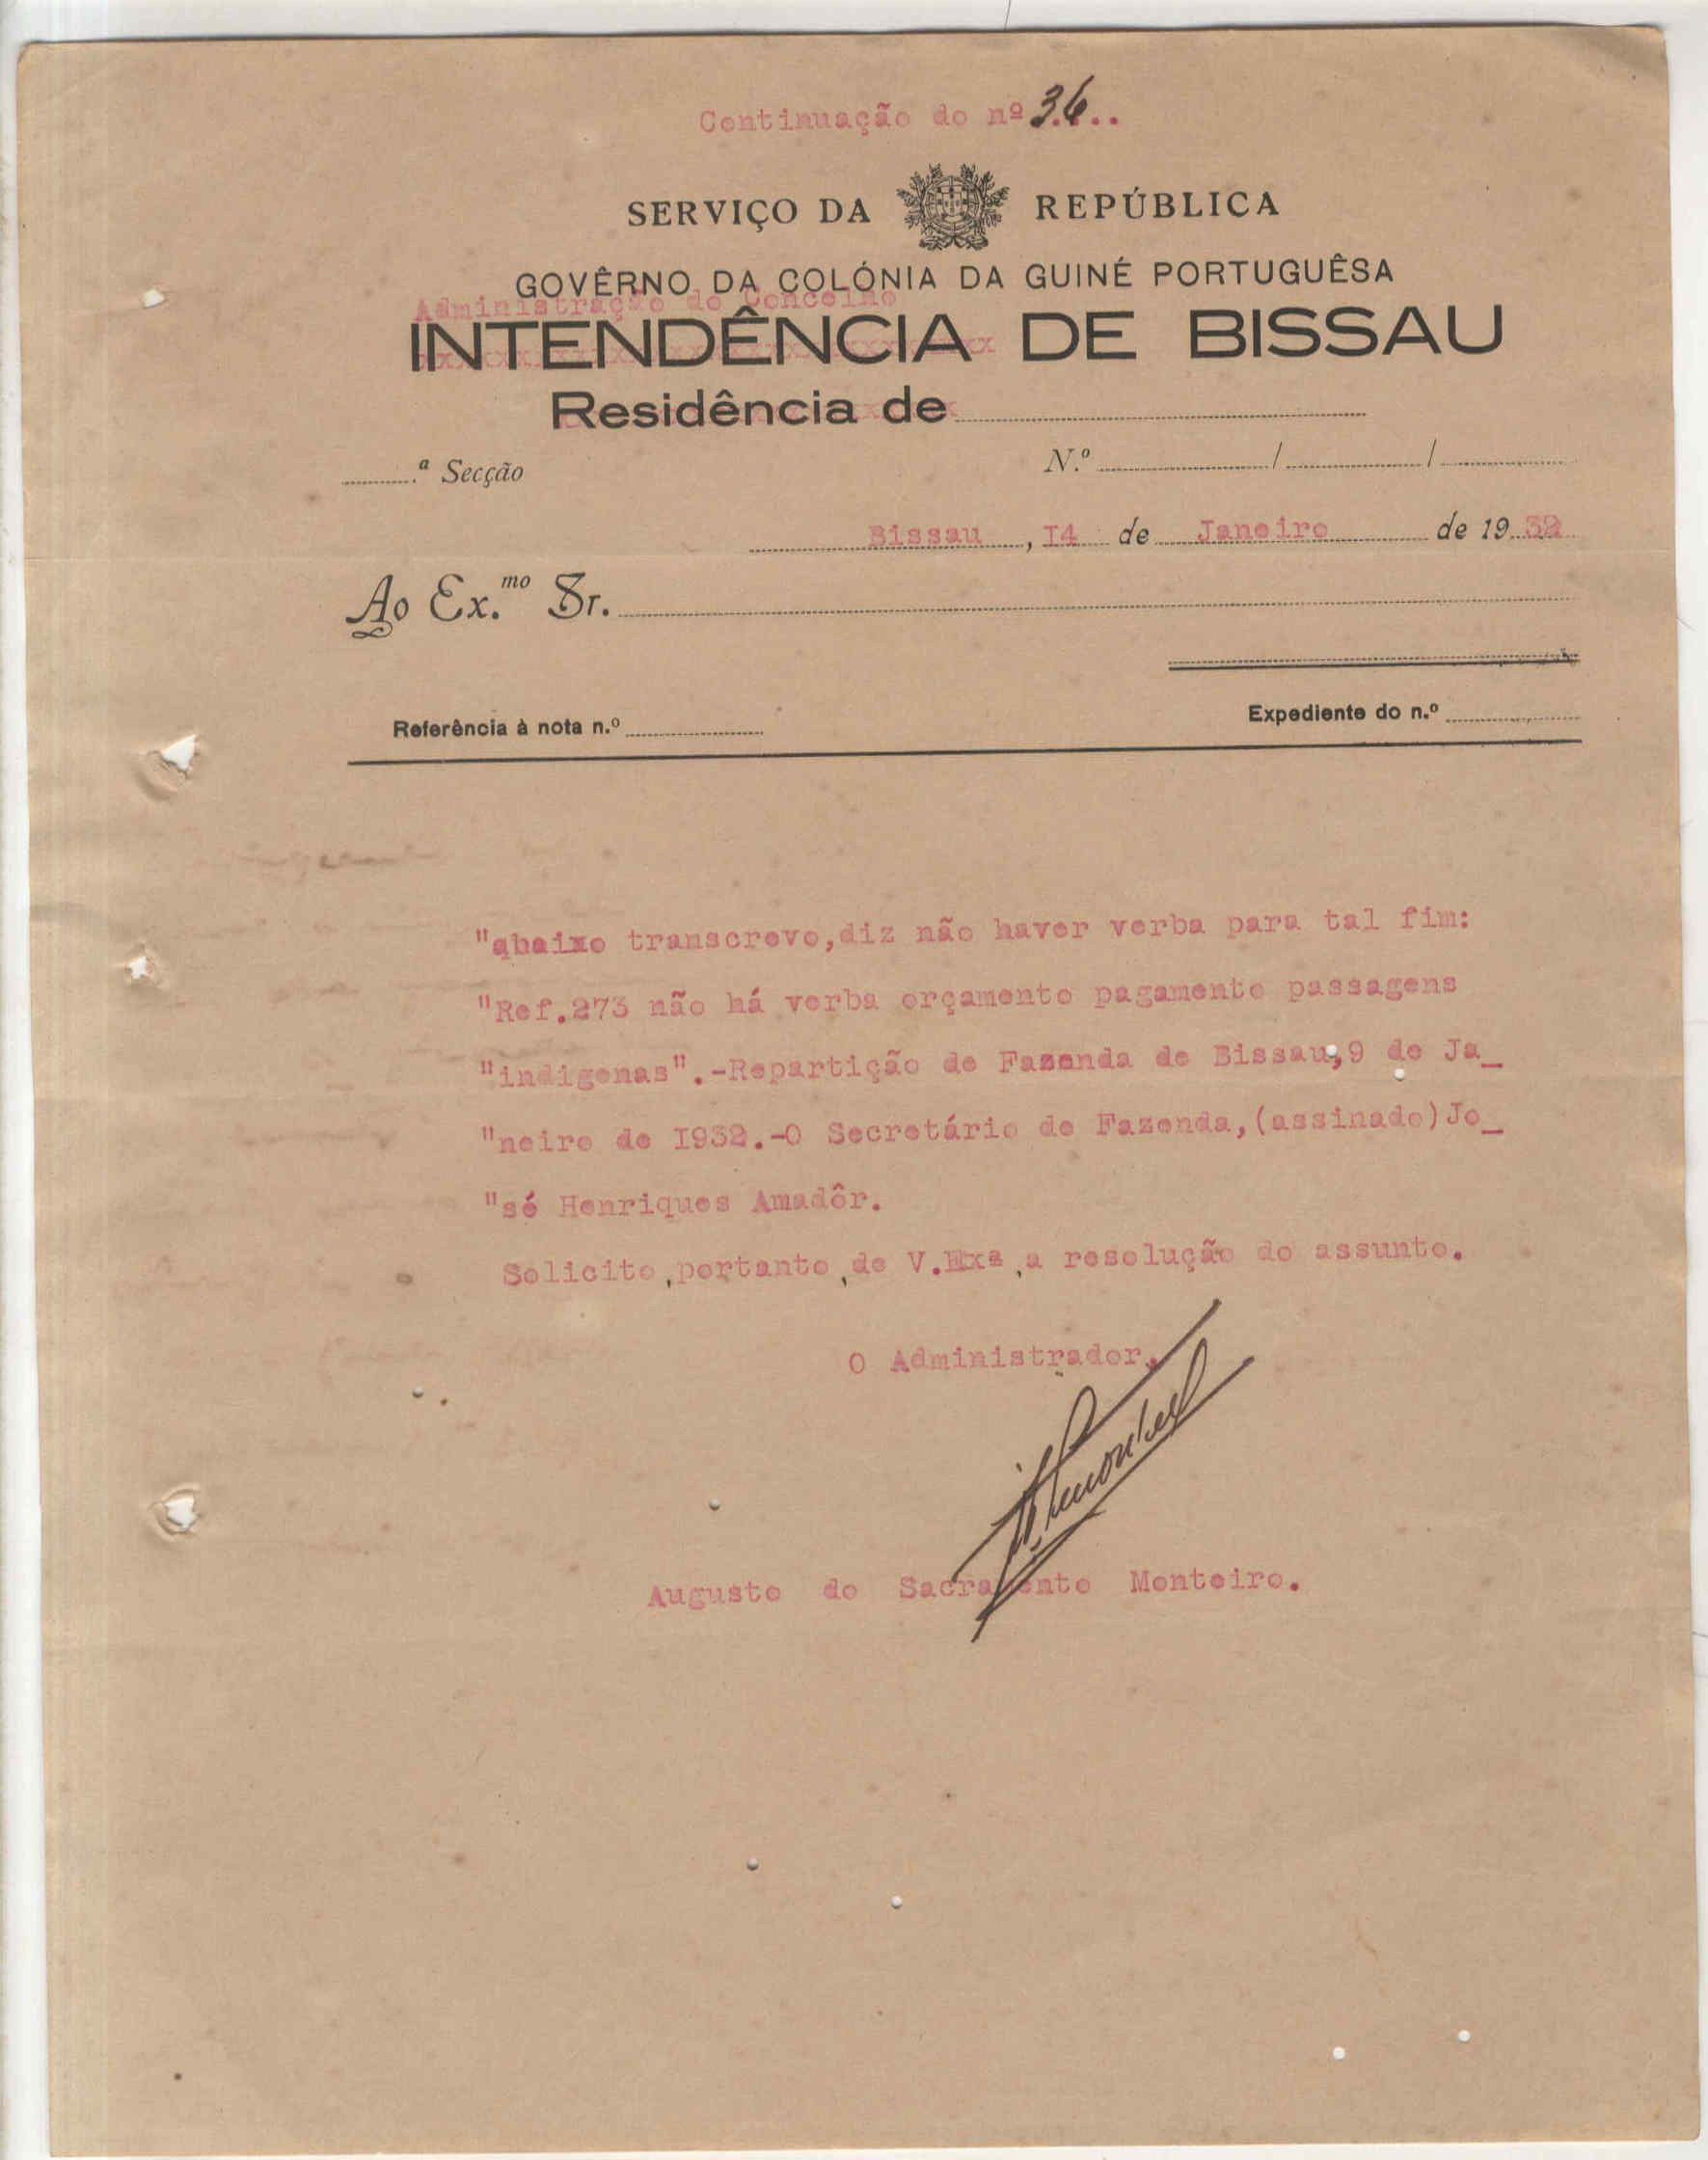 Continuação do nº 36..
SERVIÇO DA REPÚBLICA
GOVÊRNO DA COLÓNIA DA GUINÉ PORTUGUÊSA
Administração do Concelho
INTENDÊNCIA DE BISSAU
Residência de
.ª Secção N.º / /
Bissau, I4 de Janeiro de 1932
Ao Ex.mo Sr.
Referência à nota n.º Expediente do n.º
"abaixo transcrevo,diz não haver verba para tal fim:
"Ref.273 não há verba orçamento pagamento passagens
"indigenas".-Repartição de Fazenda de Bissau,9 de Ja_
"neiro de I932.-O Secretário de Fazenda,(assinado)Jo_
"sé Henriques Amadôr.
Solicito,portanto,de V.Exª,a resolução do assunto.
O Administrador,
Augusto do Sacramento Monteiro.